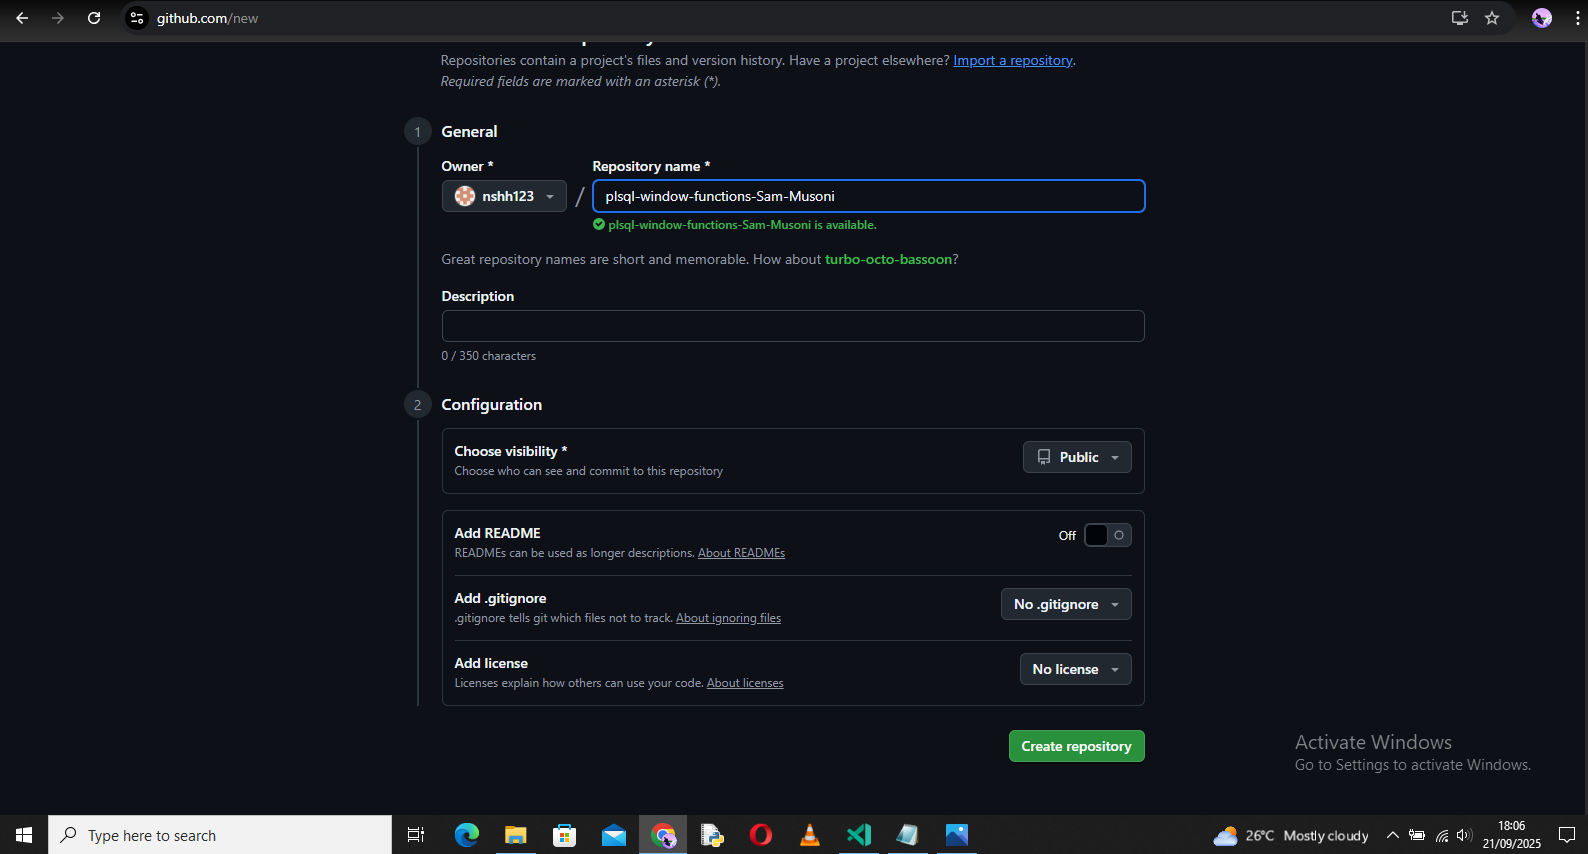 github.com/new
Repositories contain a project's files and version history. Have a project elsewhere? Import a repository.
Required fields are marked with an asterisk (*).
1 General
Owner * Repository name *
nshh123 / plsql-window-functions-Sam-Musoni
plsql-window-functions-Sam-Musoni is available.
Great repository names are short and memorable. How about turbo-octo-bassoon?
Description
0 / 350 characters
2 Configuration
Choose visibility *
Public
Choose who can see and commit to this repository
Add README
Off
READMEs can be used as longer descriptions. About READMEs
Add .gitignore
No .gitignore
.gitignore tells git which files not to track. About ignoring files
Add license
No license
Licenses explain how others can use your code. About licenses
Create repository
Activate Windows
Go to Settings to activate Windows.
Type here to search
26°C Mostly cloudy
18:06
21/09/2025